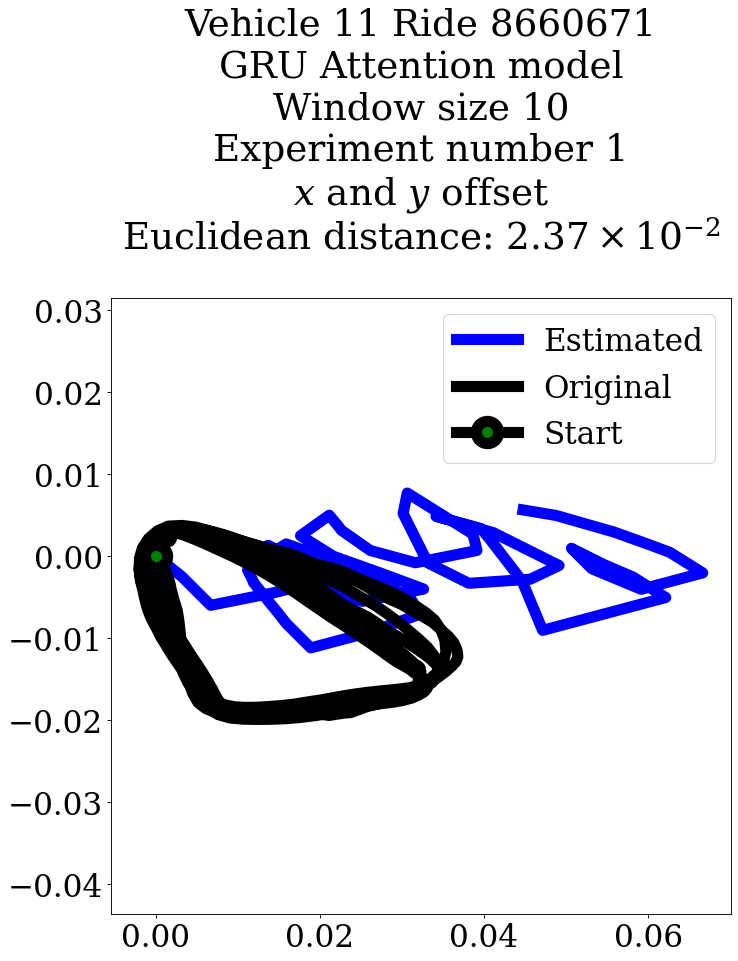 Vehicle 11 Ride 8660671
GRU Attention model
Window size 10
Experiment number 1
x and y offset
Euclidean distance: 2.37 × 10⁻²
Estimated
Original
Start
0.03
0.02
0.01
0.00
−0.01
−0.02
−0.03
−0.04
0.00 0.02 0.04 0.06